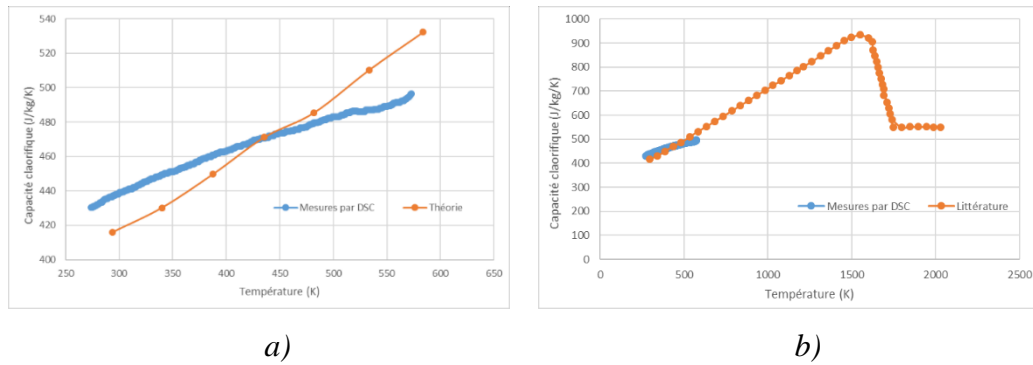 540
520
500
480
460
440
420
400
Capacité claorifique (J/kg/K)
250 300 350 400 450 500 550 600 650
Température (K)
Mesures par DSC Théorie
1000
900
800
700
600
500
400
300
200
100
0
Capacité claorifique (J/kg/K)
0 500 1000 1500 2000 2500
Température (K)
Mesures par DSC Littérature
a) b)